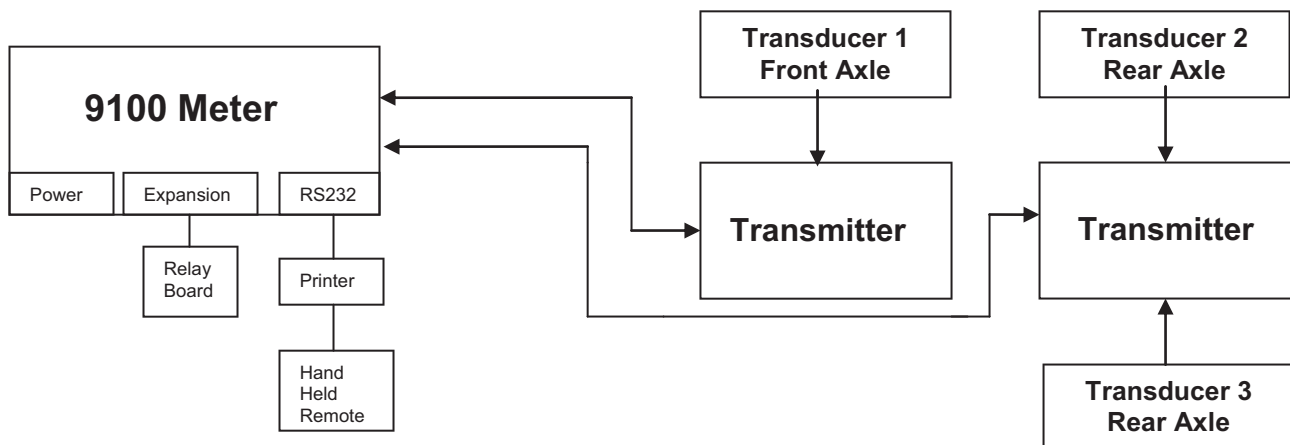 Transducer 1
Front Axle
Transducer 2
Rear Axle
9100 Meter
Power
Expansion
RS232
Transmitter
Transmitter
Relay
Board
Printer
Hand
Held
Remote
Transducer 3
Rear Axle